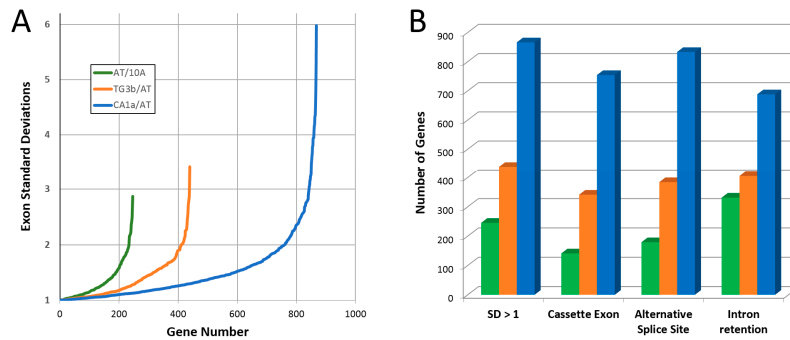 A
Exon Standard Deviations
6
5
4
3
2
1
AT/10A
TG3b/AT
CA1a/AT
0
200
400
600
800
1000
Gene Number
B
Number of Genes
900
800
700
600
500
400
300
200
100
0
SD > 1
Cassette Exon
Alternative
Splice Site
Intron
retention